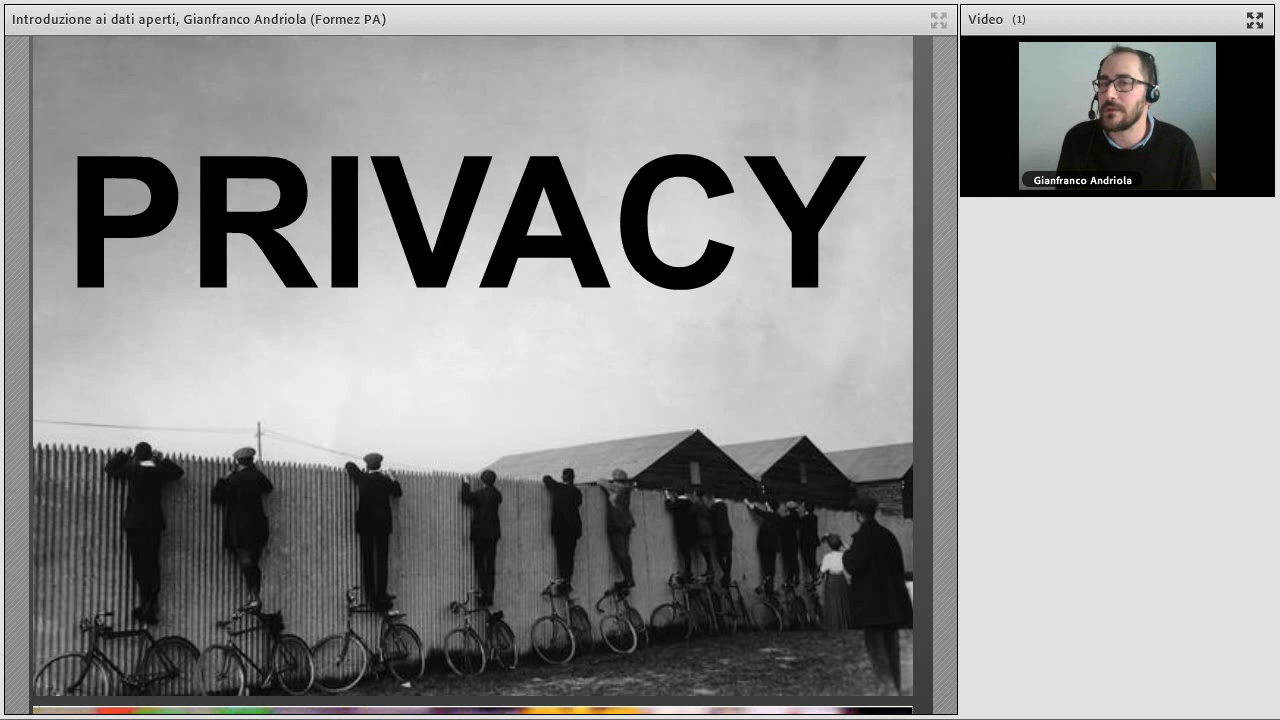 Introduzione ai dati aperti, Gianfranco Andriola (Formez PA)
Video (1)
PRIVACY
Gianfranco Andriola